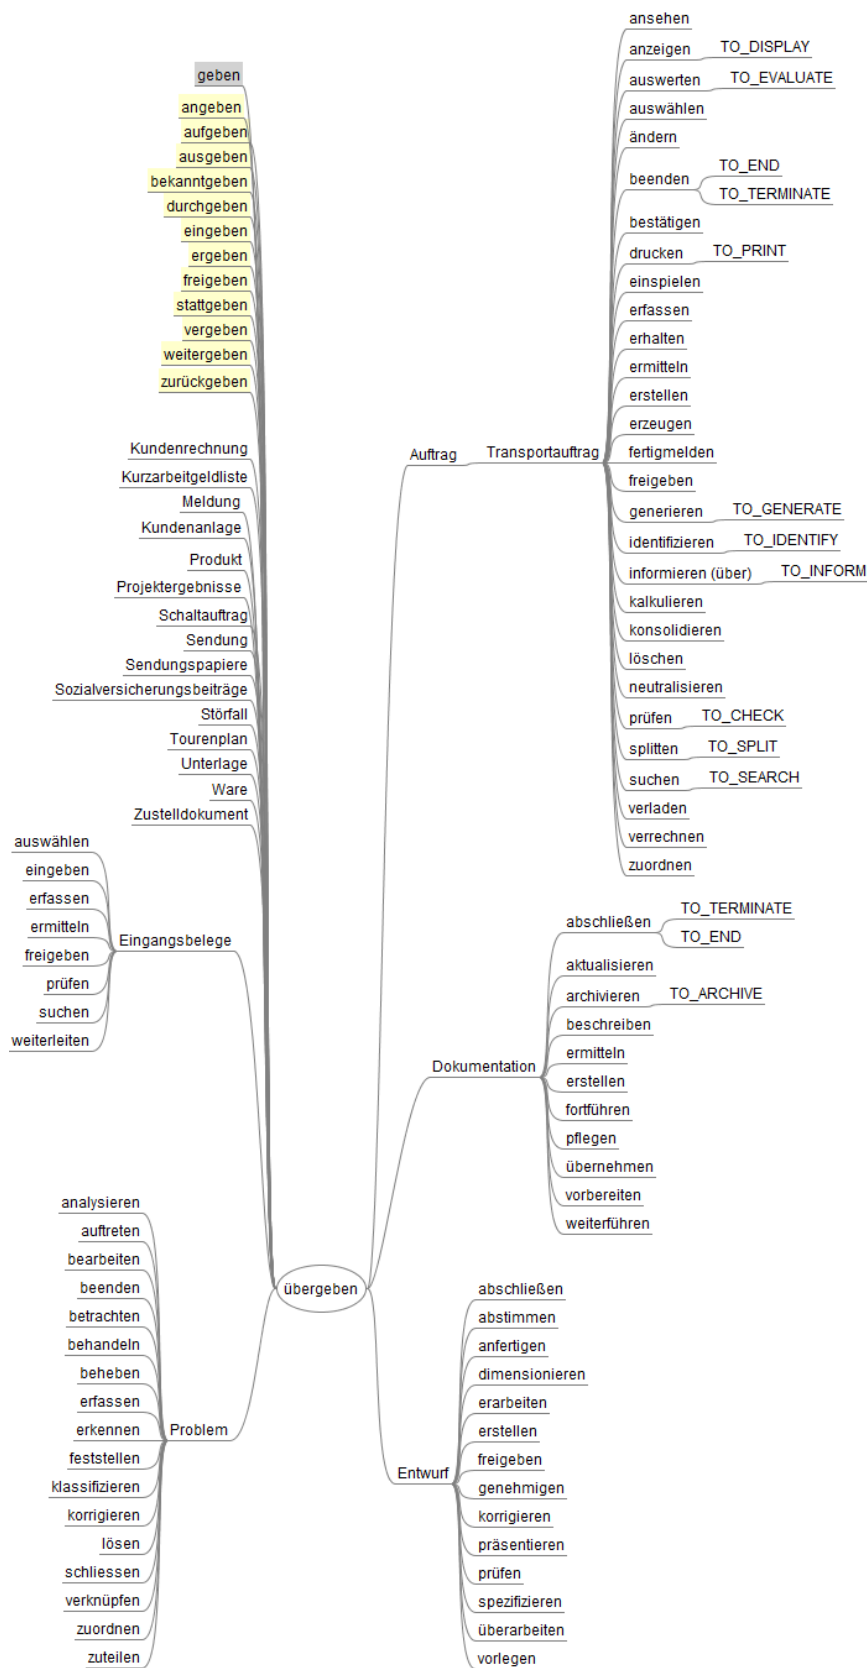 geben
angeben
aufgeben
ausgeben
bekanntgeben
durchgeben
eingeben
ergeben
freigeben
stattgeben
vergeben
weitergeben
zurückgeben
Kundenrechnung
Kurzarbeitgeldliste
Meldung
Kundenanlage
Produkt
Projektergebnisse
Schaltauftrag
Sendung
Sendungspapiere
Sozialversicherungsbeiträge
Störfall
Tourenplan
Unterlage
Ware
Zustelldokument
auswählen
eingeben
erfassen
ermitteln
freigeben
prüfen
suchen
weiterleiten
Eingangsbelege
analysieren
auftreten
bearbeiten
beenden
betrachten
behandeln
beheben
erfassen
erkennen
feststellen
klassifizieren
korrigieren
lösen
schliessen
verknüpfen
zuordnen
zuteilen
Problem
übergeben
Auftrag
Transportauftrag
ansehen
anzeigen TO_DISPLAY
auswerten TO_EVALUATE
auswählen
ändern
beenden
TO_END
TO_TERMINATE
bestätigen
drucken TO_PRINT
einspielen
erfassen
erhalten
ermitteln
erstellen
erzeugen
fertigmelden
freigeben
generieren TO_GENERATE
identifizieren TO_IDENTIFY
informieren (über) TO_INFORM
kalkulieren
konsolidieren
löschen
neutralisieren
prüfen TO_CHECK
splitten TO_SPLIT
suchen TO_SEARCH
verladen
verrechnen
zuordnen
Dokumentation
abschließen
TO_TERMINATE
TO_END
aktualisieren
archivieren TO_ARCHIVE
beschreiben
ermitteln
erstellen
fortführen
pflegen
übernehmen
vorbereiten
weiterführen
Entwurf
abschließen
abstimmen
anfertigen
dimensionieren
erarbeiten
erstellen
freigeben
genehmigen
korrigieren
präsentieren
prüfen
spezifizieren
überarbeiten
vorlegen